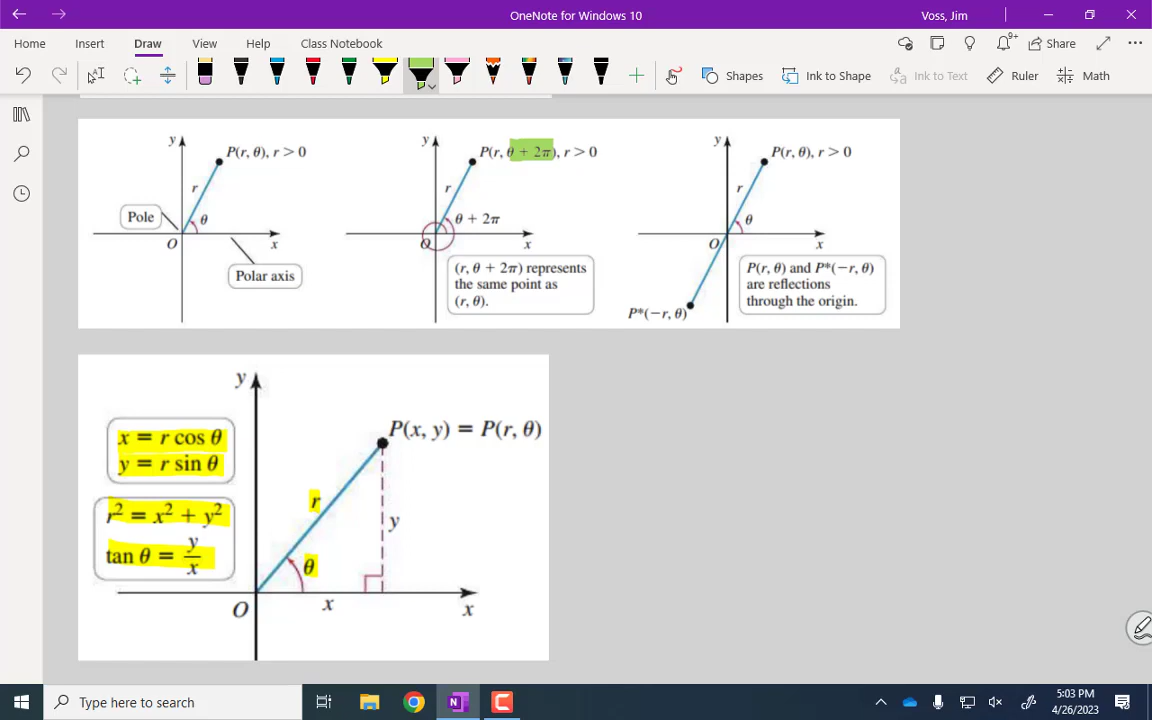 OneNote for Windows 10
Voss, Jim
Home Insert Draw View Help Class Notebook
9+ Share
Shapes Ink to Shape Ink to Text Ruler Math
y
P(r, θ), r > 0
r
θ
Pole
O
x
Polar axis
y
P(r, θ + 2π), r > 0
r
θ + 2π
O
x
(r, θ + 2π) represents
the same point as
(r, θ).
y
P(r, θ), r > 0
r
θ
O
x
P(r, θ) and P*(−r, θ)
are reflections
through the origin.
P*(−r, θ)
y
P(x, y) = P(r, θ)
x = r cos θ
y = r sin θ
r² = x² + y²
tan θ = y/x
r
y
θ
O
x
x
Type here to search
5:03 PM
4/26/2023